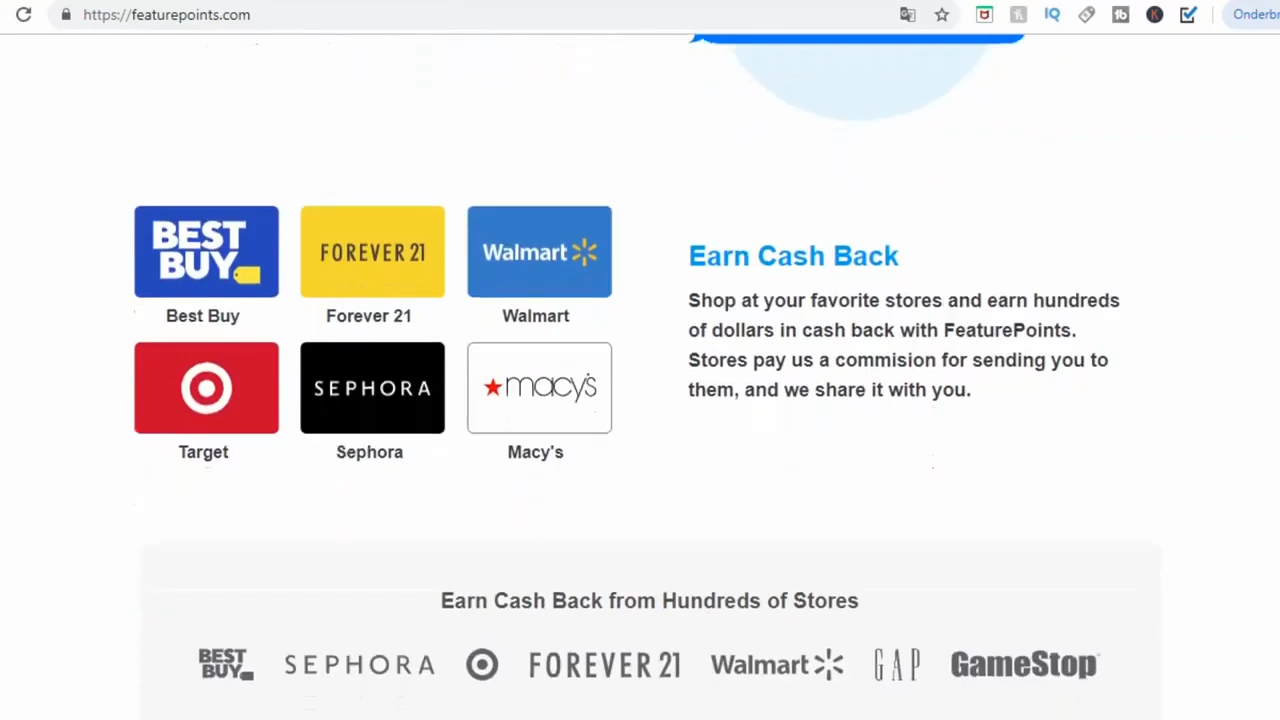 https://featurepoints.com
Onderbr
BEST
BUY
FOREVER 21
Walmart
Best Buy
Forever 21
Walmart
SEPHORA
macy's
Target
Sephora
Macy's
Earn Cash Back
Shop at your favorite stores and earn hundreds
of dollars in cash back with FeaturePoints.
Stores pay us a commision for sending you to
them, and we share it with you.
Earn Cash Back from Hundreds of Stores
BEST
BUY
SEPHORA
FOREVER 21
Walmart
GAP
GameStop